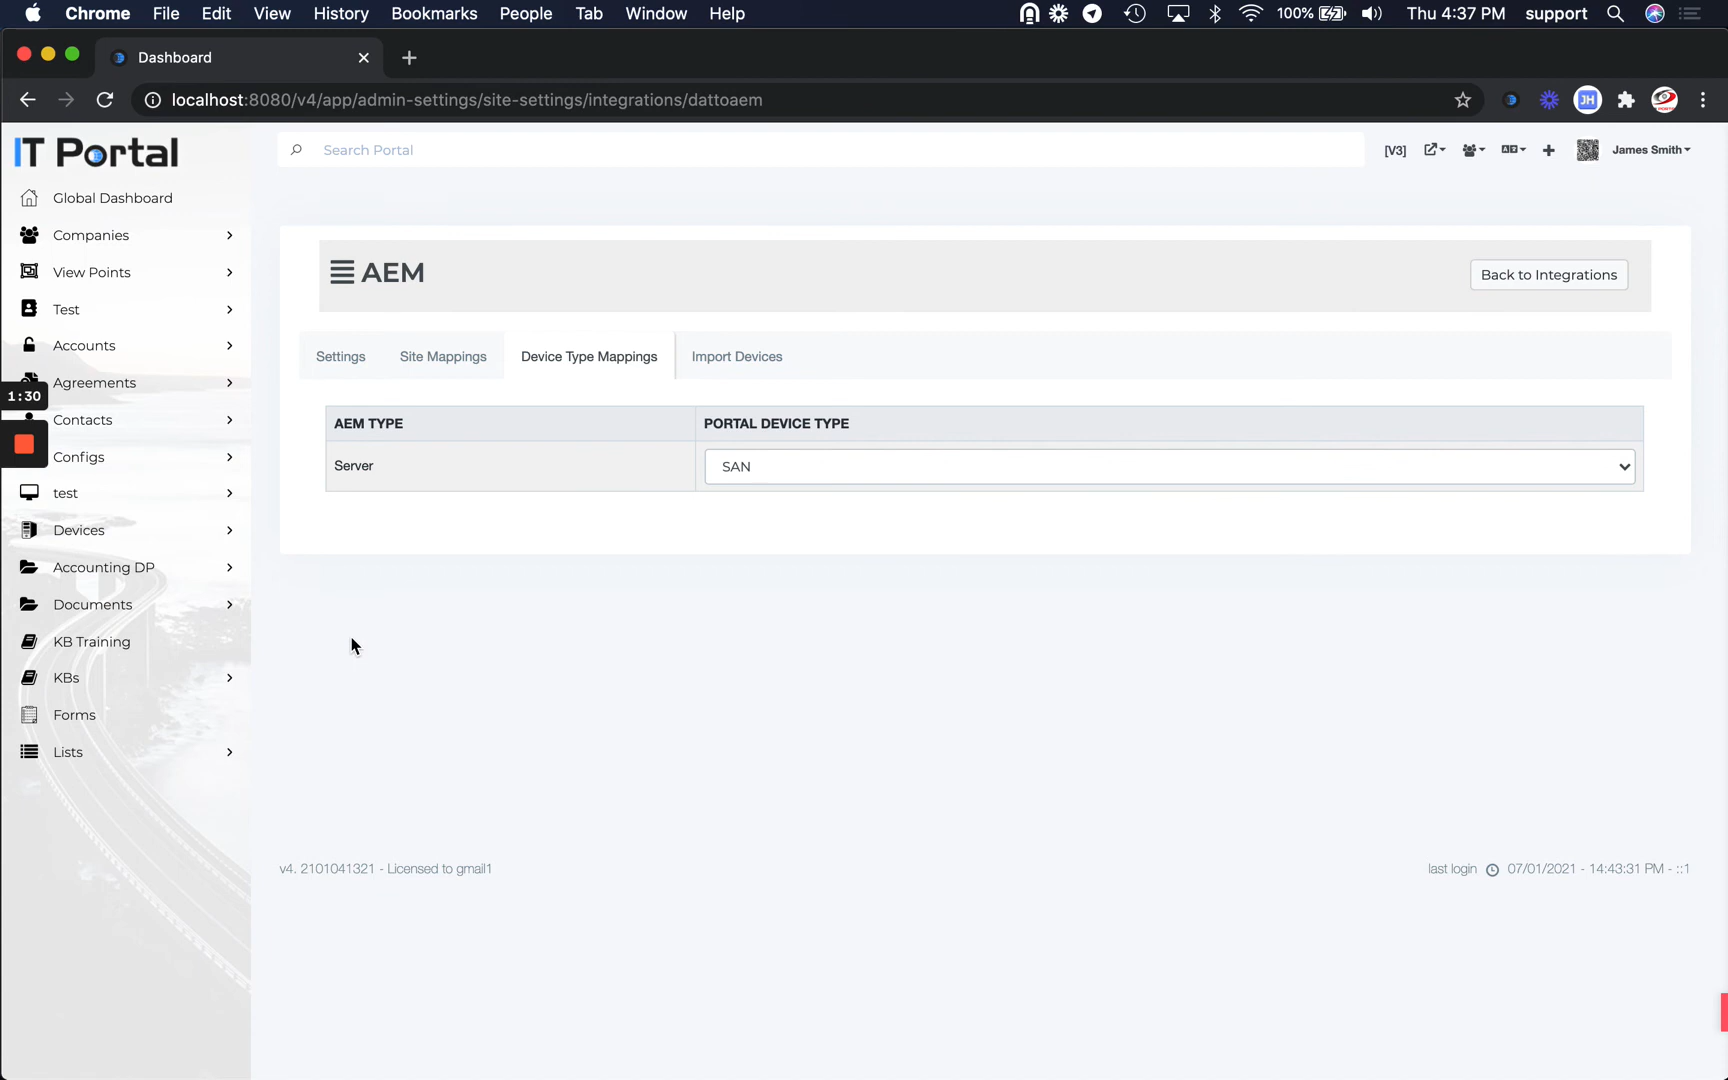 Chrome File Edit View History Bookmarks People Tab Window Help 100% Thu 4:37 PM support
Dashboard
localhost:8080/v4/app/admin-settings/site-settings/integrations/dattoaem JH
IT Portal
Search Portal [V3] James Smith
Global Dashboard
Companies
View Points
Test
Accounts
Agreements
1:30
Contacts
Configs
test
Devices
Accounting DP
Documents
KB Training
KBs
Forms
Lists
AEM Back to Integrations
Settings Site Mappings Device Type Mappings Import Devices
AEM TYPE PORTAL DEVICE TYPE
Server SAN
v4. 2101041321 - Licensed to gmail1 last login 07/01/2021 - 14:43:31 PM - ::1